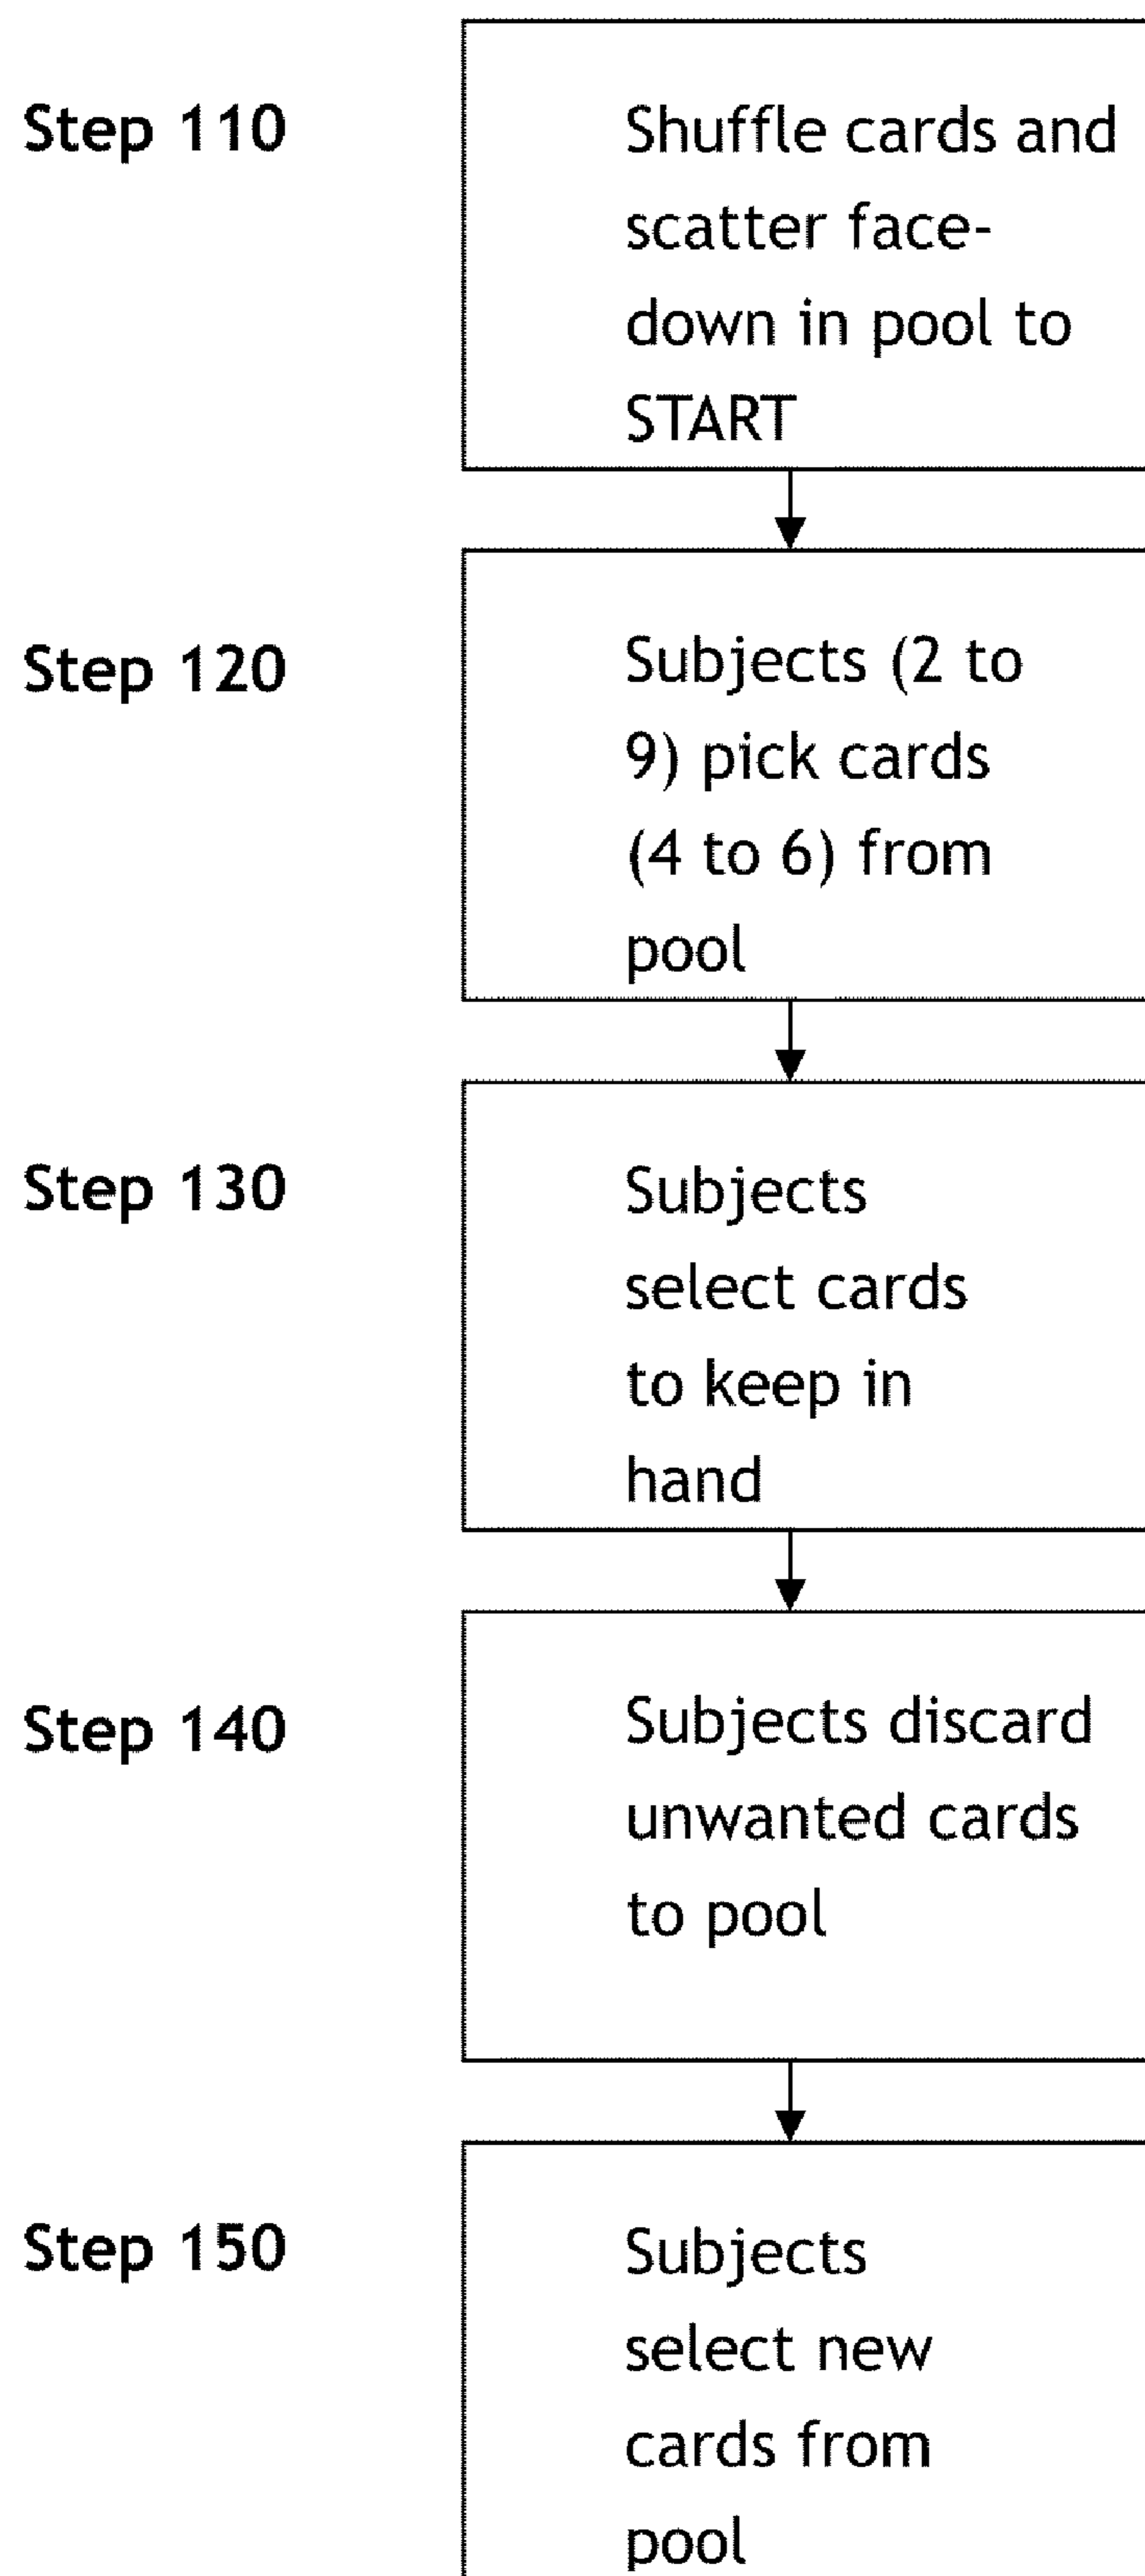 Step 110
Shuffle cards and
scatter face-
down in pool to
START
Step 120
Subjects (2 to
9) pick cards
(4 to 6) from
pool
Step 130
Subjects
select cards
to keep in
hand
Step 140
Subjects discard
unwanted cards
to pool
Step 150
Subjects
select new
cards from
pool